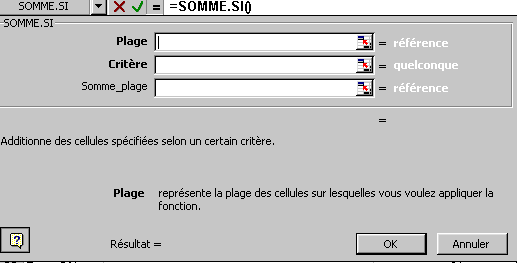 SOMME.SI = =SOMME.SI()
SOMME.SI
Plage = référence
Critère = quelconque
Somme_plage = référence
=
Additionne des cellules spécifiées selon un certain critère.
Plage représente la plage des cellules sur lesquelles vous voulez appliquer la
fonction.
? Résultat = OK Annuler